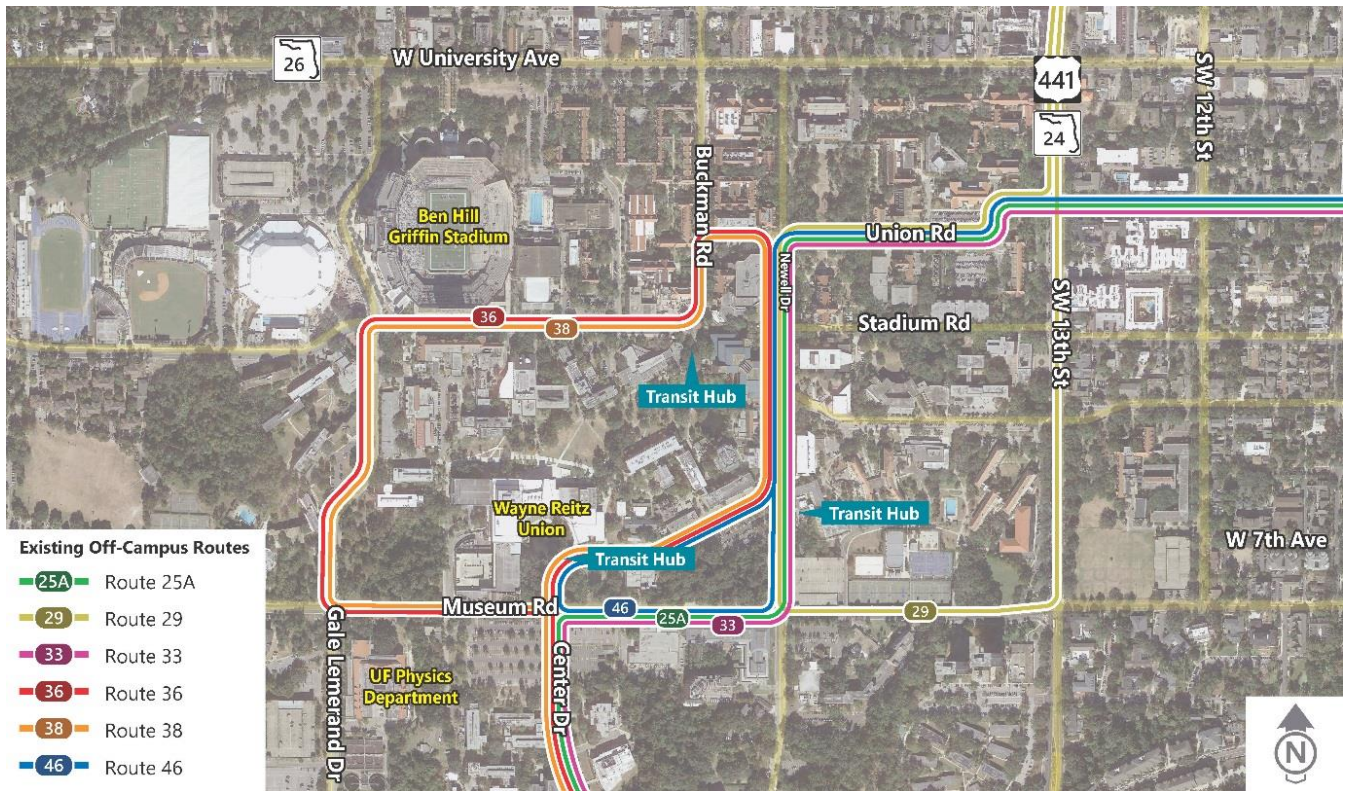 26
W University Ave
441
24
SW 12th St
Buckman Rd
Ben Hill
Griffin Stadium
Union Rd
Newell Dr
36
38
Stadium Rd
SW 13th St
Transit Hub
Wayne Reitz
Union
Transit Hub
W 7th Ave
Transit Hub
Museum Rd
46
25A
33
29
Gale Lemerand Dr
Center Dr
UF Physics
Department
Existing Off-Campus Routes
25A Route 25A
29 Route 29
33 Route 33
36 Route 36
38 Route 38
46 Route 46
N